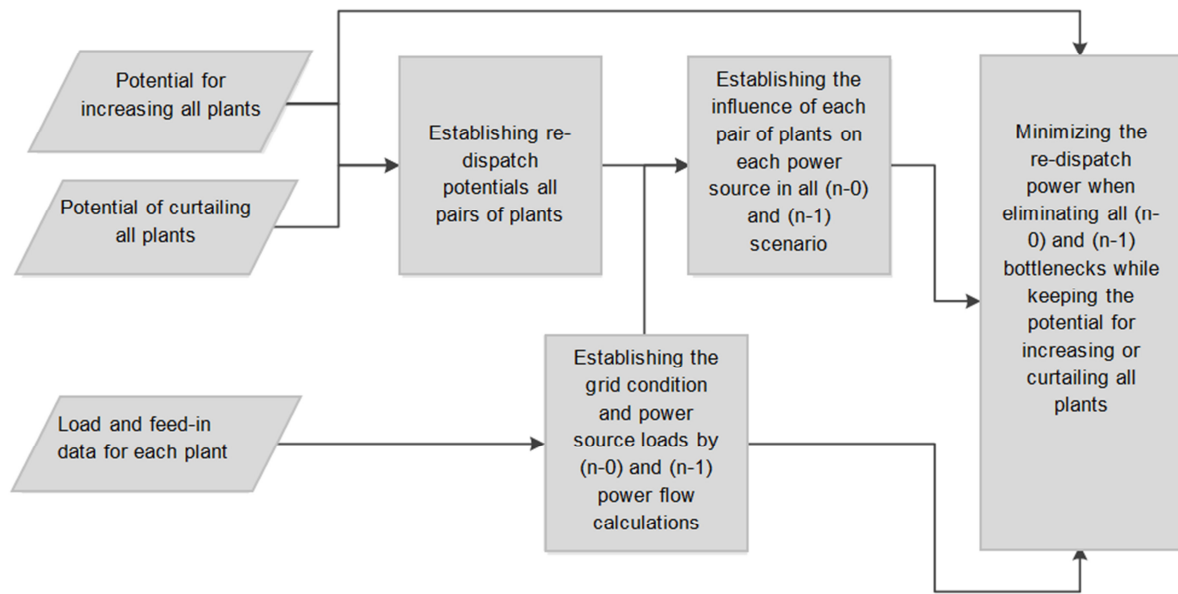 Potential for
increasing all plants
Potential of curtailing
all plants
Load and feed-in
data for each plant
Establishing re-
dispatch
potentials all
pairs of plants
Establishing the
grid condition
and power
source loads by
(n-0) and (n-1)
power flow
calculations
Establishing the
influence of each
pair of plants on
each power
source in all (n-0)
and (n-1)
scenario
Minimizing the
re-dispatch
power when
eliminating all (n-
0) and (n-1)
bottlenecks while
keeping the
potential for
increasing or
curtailing all
plants